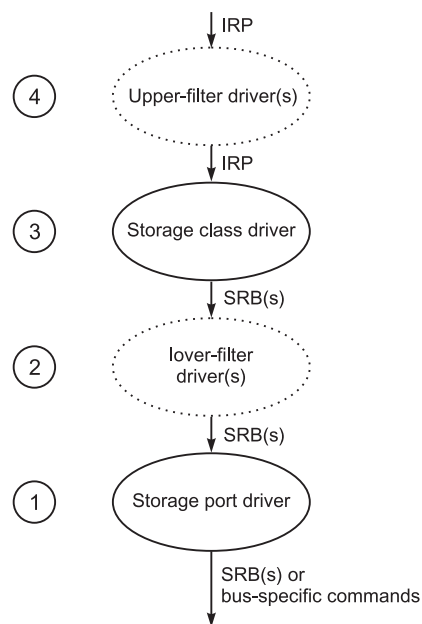 IRP
4
Upper-filter driver(s)
IRP
3
Storage class driver
SRB(s)
2
lover-filter
driver(s)
SRB(s)
1
Storage port driver
SRB(s) or
bus-specific commands